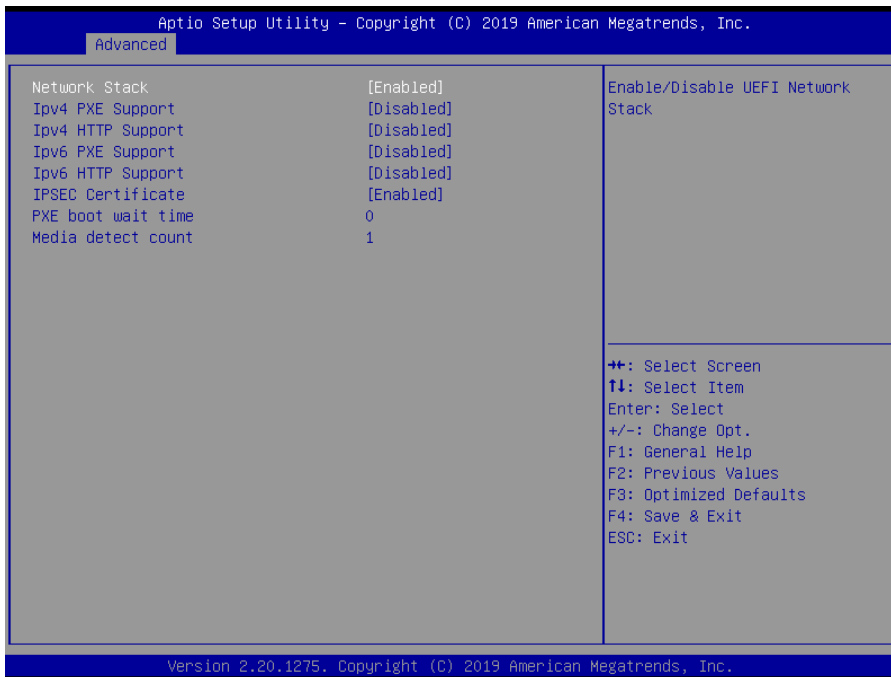 Aptio Setup Utility – Copyright (C) 2019 American Megatrends, Inc.
Advanced
Network Stack [Enabled]
Ipv4 PXE Support [Disabled]
Ipv4 HTTP Support [Disabled]
Ipv6 PXE Support [Disabled]
Ipv6 HTTP Support [Disabled]
IPSEC Certificate [Enabled]
PXE boot wait time 0
Media detect count 1
Enable/Disable UEFI Network
Stack
→←: Select Screen
↑↓: Select Item
Enter: Select
+/-: Change Opt.
F1: General Help
F2: Previous Values
F3: Optimized Defaults
F4: Save & Exit
ESC: Exit
Version 2.20.1275. Copyright (C) 2019 American Megatrends, Inc.